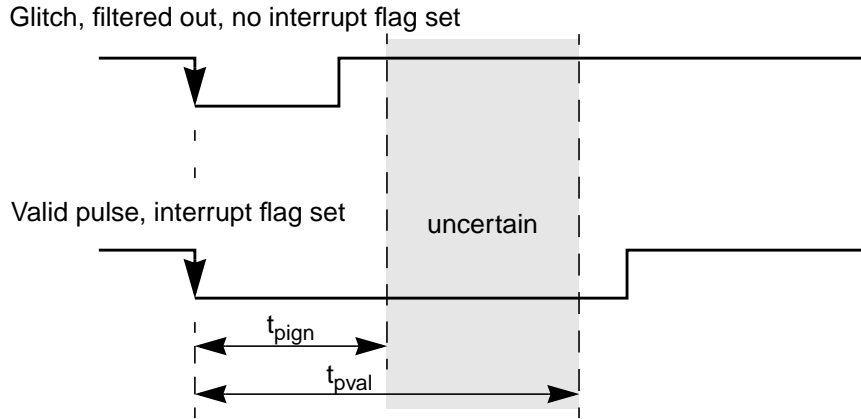 Glitch, filtered out, no interrupt flag set
Valid pulse, interrupt flag set
uncertain
tpign
tpval